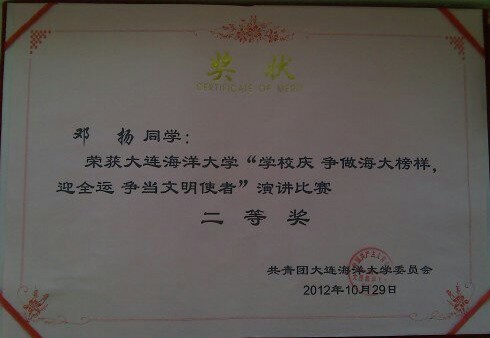 奖状
CERTIFICATE OF MERIT
邓 扬 同学：
荣获大连海洋大学“学校庆 争做海大榜样，
迎全运 争当文明使者”演讲比赛
二等奖
共青团大连海洋大学委员会
2012年10月29日